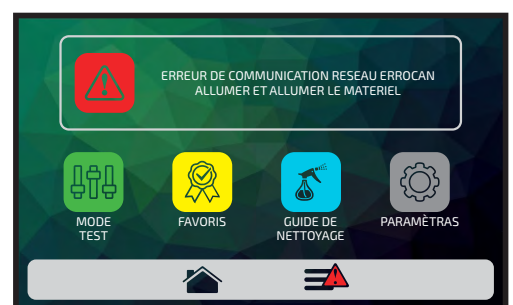 ERREUR DE COMMUNICATION RESEAU ERROCAN
ALLUMER ET ALLUMER LE MATERIEL
MODE
TEST
FAVORIS
GUIDE DE
NETTOYAGE
PARAMÈTRAS